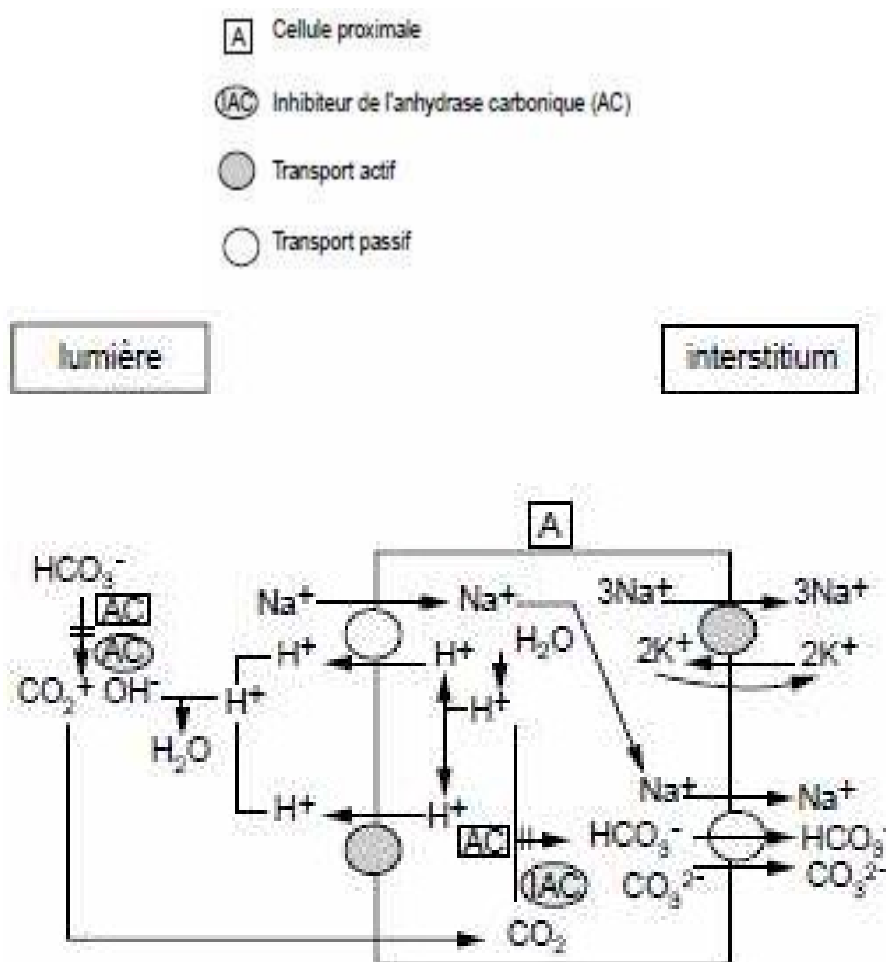 A Cellule proximale
IAC Inhibiteur de l'anhydrase carbonique (AC)
Transport actif
Transport passif
lumière
interstitium
A
HCO₃⁻
AC
AC
CO₂ + OH⁻
H₂O
H⁺
Na⁺ Na⁺
H⁺ H⁺
H₂O
H⁺
H⁺ H⁺
3Na⁺ 3Na⁺
2K⁺ 2K⁺
Na⁺ Na⁺
AC HCO₃⁻ HCO₃⁻
IAC CO₃²⁻ CO₃²⁻
CO₂